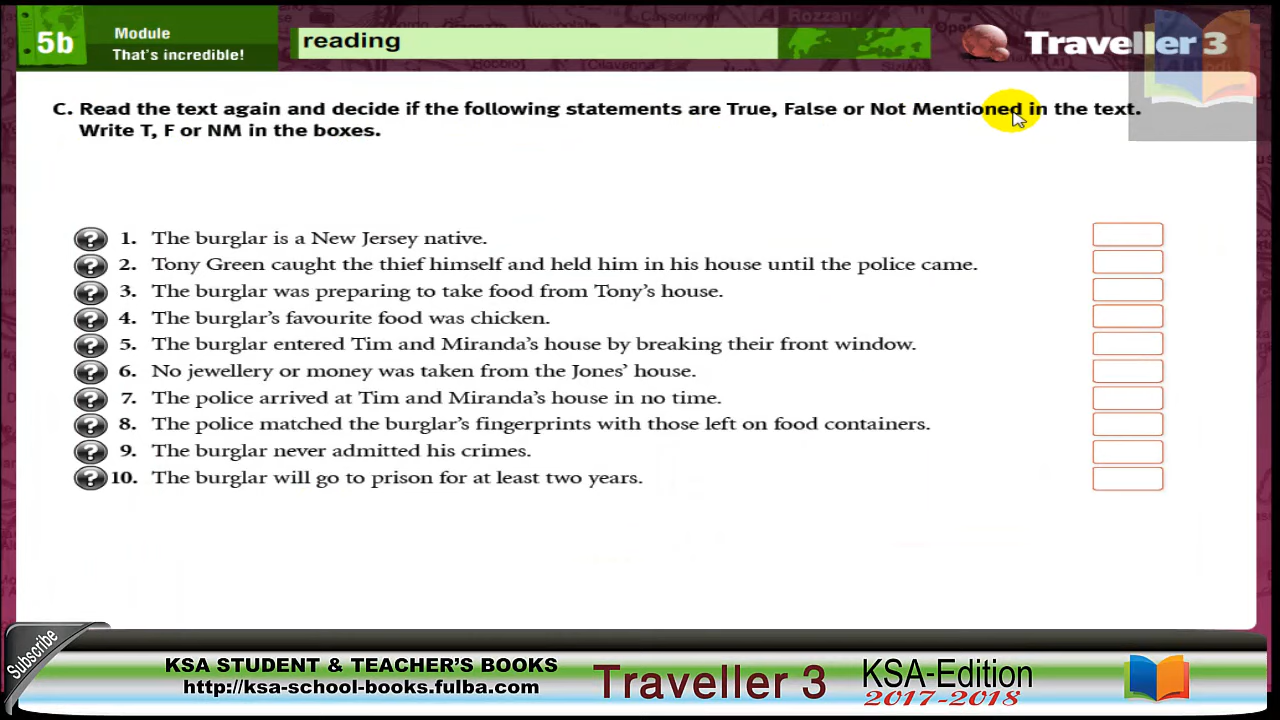 5b
Module
That's incredible!
reading
Traveller 3
C. Read the text again and decide if the following statements are True, False or Not Mentioned in the text.
Write T, F or NM in the boxes.
? 1. The burglar is a New Jersey native.
? 2. Tony Green caught the thief himself and held him in his house until the police came.
? 3. The burglar was preparing to take food from Tony's house.
? 4. The burglar's favourite food was chicken.
? 5. The burglar entered Tim and Miranda's house by breaking their front window.
? 6. No jewellery or money was taken from the Jones' house.
? 7. The police arrived at Tim and Miranda's house in no time.
? 8. The police matched the burglar's fingerprints with those left on food containers.
? 9. The burglar never admitted his crimes.
? 10. The burglar will go to prison for at least two years.
Subscribe
KSA STUDENT & TEACHER'S BOOKS
http://ksa-school-books.fulba.com
Traveller 3
KSA-Edition
2017-2018